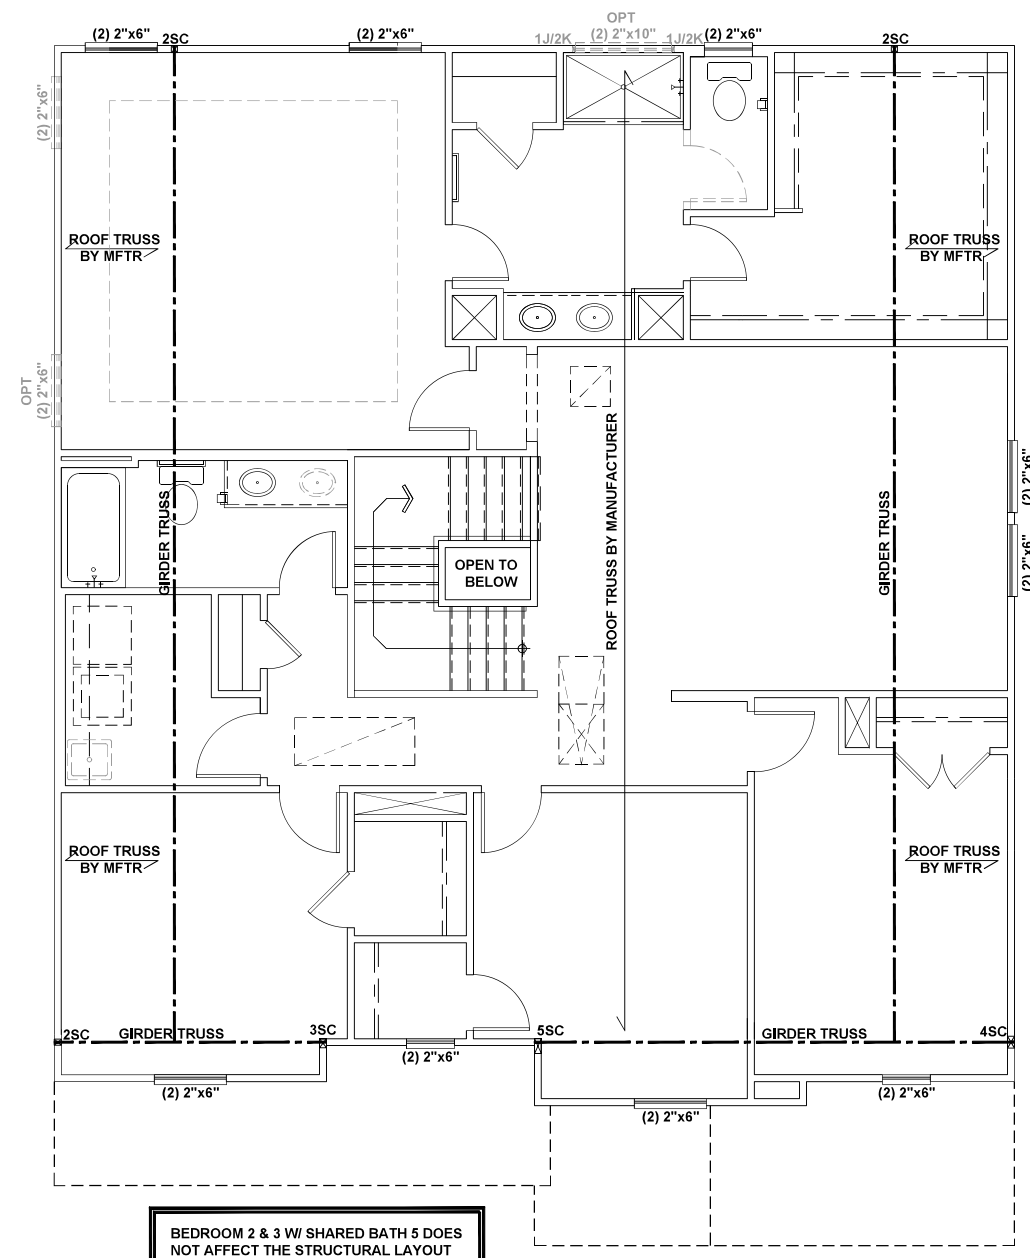 OPT
(2) 2"x6"
2SC
(2) 2"x6"
1J/2K
(2) 2"x10"
1J/2K
(2) 2"x6"
2SC
(2) 2"x6"
ROOF TRUSS
BY MFTR
ROOF TRUSS
BY MFTR
OPT
(2) 2"x6"
ROOF TRUSS BY MANUFACTURER
(2) 2"x6"
GIRDER TRUSS
GIRDER TRUSS
OPEN TO
BELOW
(2) 2"x6"
ROOF TRUSS
BY MFTR
ROOF TRUSS
BY MFTR
2SC
GIRDER TRUSS
3SC
5SC
GIRDER TRUSS
4SC
(2) 2"x6"
(2) 2"x6"
(2) 2"x6"
(2) 2"x6"
BEDROOM 2 & 3 W/ SHARED BATH 5 DOES
NOT AFFECT THE STRUCTURAL LAYOUT